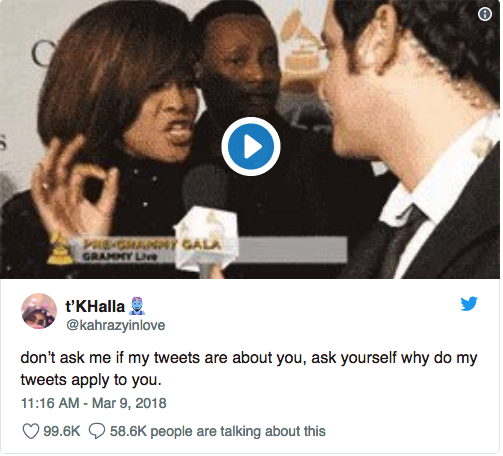 PRE-GRAMMY GALA
GRAMMY Live
t'KHalla
@kahrazyinlove
don't ask me if my tweets are about you, ask yourself why do my
tweets apply to you.
11:16 AM - Mar 9, 2018
99.6K 58.6K people are talking about this